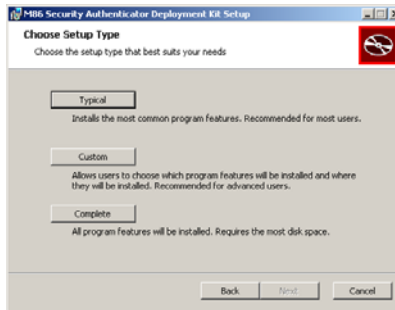 M86 Security Authenticator Deployment Kit Setup
Choose Setup Type
Choose the setup type that best suits your needs
Typical
Installs the most common program features. Recommended for most users.
Custom
Allows users to choose which program features will be installed and where
they will be installed. Recommended for advanced users.
Complete
All program features will be installed. Requires the most disk space.
Back Next Cancel